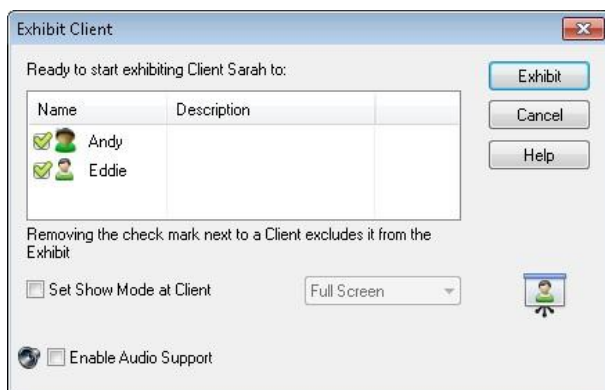 Exhibit Client
Ready to start exhibiting Client Sarah to:
Exhibit
Name Description
Cancel
Andy
Help
Eddie
Removing the check mark next to a Client excludes it from the
Exhibit
Set Show Mode at Client Full Screen
Enable Audio Support